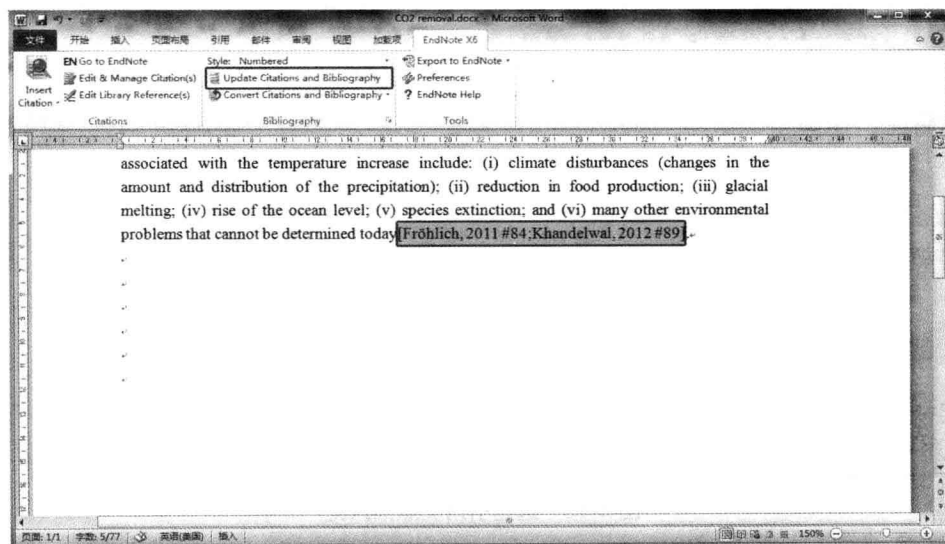 CO2 removal.docx - Microsoft Word
文件 开始 插入 页面布局 引用 邮件 审阅 视图 加载项 EndNote X6
EN Go to EndNote
Style: Numbered
Export to EndNote
Insert Citation
Edit & Manage Citation(s)
Update Citations and Bibliography
Preferences
Edit Library Reference(s)
Convert Citations and Bibliography
? EndNote Help
Citations Bibliography Tools
associated with the temperature increase include: (i) climate disturbances (changes in the
amount and distribution of the precipitation); (ii) reduction in food production; (iii) glacial
melting; (iv) rise of the ocean level; (v) species extinction; and (vi) many other environmental
problems that cannot be determined today[Fröhlich, 2011 #84;Khandelwal, 2012 #89].
页面: 1/1 字数: 5/77 英语(美国) 插入 150%